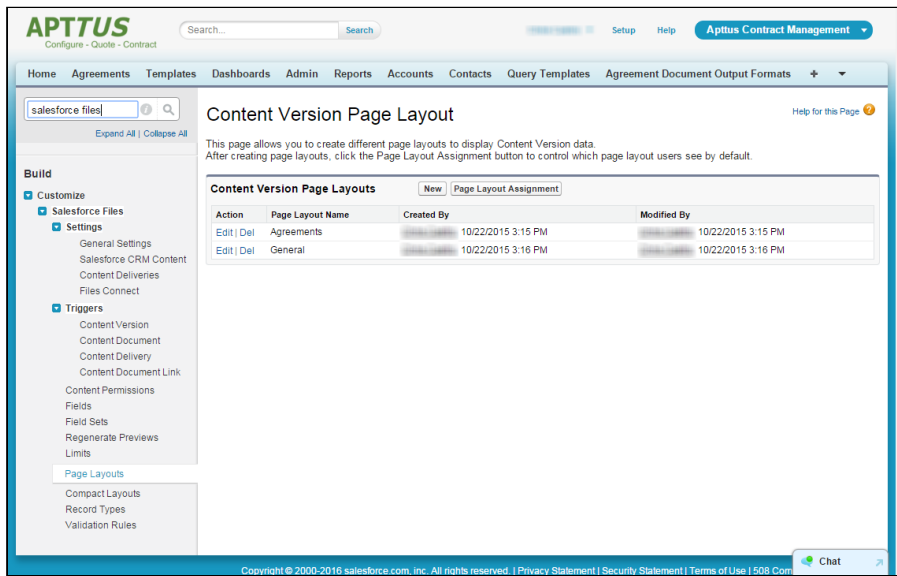 APTTUS
Configure - Quote - Contract
Search...
Search
Setup
Help
Apttus Contract Management
Home Agreements Templates Dashboards Admin Reports Accounts Contacts Query Templates Agreement Document Output Formats +
salesforce files
Expand All | Collapse All
Build
Customize
Salesforce Files
Settings
General Settings
Salesforce CRM Content
Content Deliveries
Files Connect
Triggers
Content Version
Content Document
Content Delivery
Content Document Link
Content Permissions
Fields
Field Sets
Regenerate Previews
Limits
Page Layouts
Compact Layouts
Record Types
Validation Rules
Content Version Page Layout
Help for this Page
This page allows you to create different page layouts to display Content Version data.
After creating page layouts, click the Page Layout Assignment button to control which page layout users see by default.
Content Version Page Layouts New Page Layout Assignment
Action Page Layout Name Created By Modified By
Edit | Del Agreements 10/22/2015 3:15 PM 10/22/2015 3:15 PM
Edit | Del General 10/22/2015 3:16 PM 10/22/2015 3:16 PM
Chat
Copyright © 2000-2016 salesforce.com, inc. All rights reserved. | Privacy Statement | Security Statement | Terms of Use | 508 Com